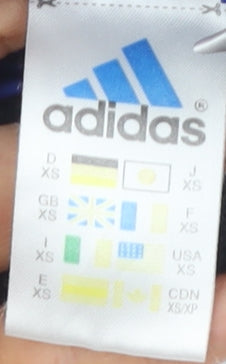 adidas®
D J
XS XS
GB F
XS XS
I USA
XS XS
E CDN
XS XS/XP